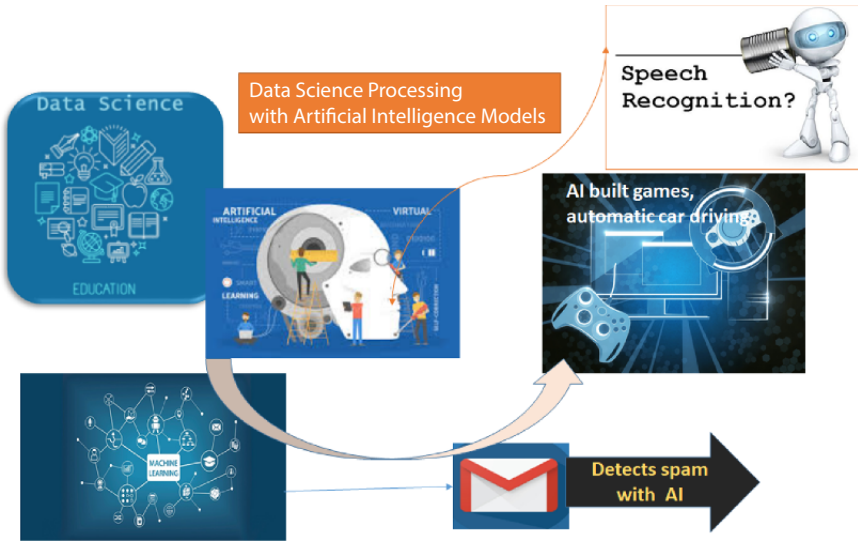 Data Science
EDUCATION
Data Science Processing
with Artificial Intelligence Models
Speech
Recognition?
ARTIFICIAL
INTELLIGENCE
VIRTUAL
LEARNING
AI built games,
automatic car driving,
MACHINE
LEARNING
Detects spam
with AI